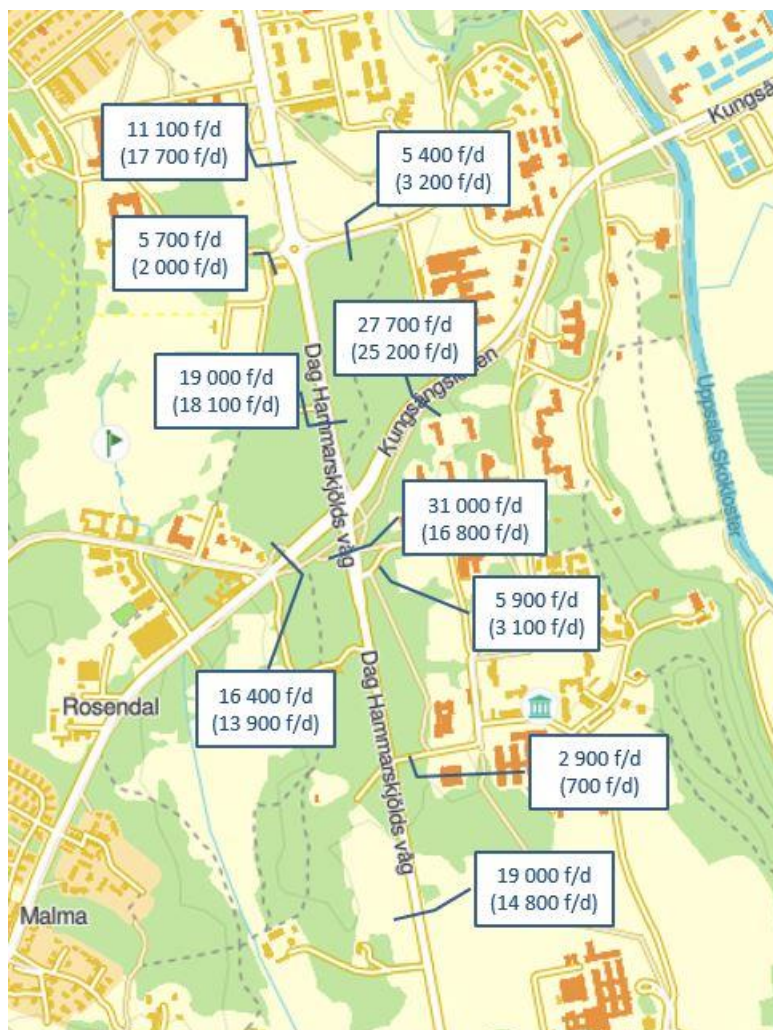 Kungsä
11 100 f/d
(17 700 f/d)
5 400 f/d
(3 200 f/d)
5 700 f/d
(2 000 f/d)
27 700 f/d
(25 200 f/d)
19 000 f/d
(18 100 f/d)
Dag Hammarskjölds väg
Kungsängsleden
Uppsala-Skokloster
31 000 f/d
(16 800 f/d)
5 900 f/d
(3 100 f/d)
16 400 f/d
(13 900 f/d)
Rosendal
Dag Hammarskjölds väg
2 900 f/d
(700 f/d)
19 000 f/d
(14 800 f/d)
Malma